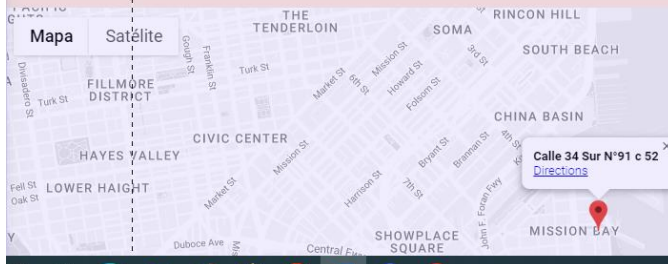 THE
TENDERLOIN
RINCON HILL
SOMA
Mapa
Satélite
SOUTH BEACH
Gough St
Franklin St
3rd St
Mission St
Divisadero St
Turk St
Market St
6th St
Howard St
Folsom St
FILLMORE
DISTRICT
Turk St
CHINA BASIN
CIVIC CENTER
4th St
HAYES VALLEY
Mission St
Bryant St
Brannan St
Calle 34 Sur N°91 c 52
Directions
Fell St
LOWER HAIGHT
Oak St
Market St
Harrison St
7th St
John F Foran Fwy
MISSION BAY
SHOWPLACE
SQUARE
Duboce Ave
Central